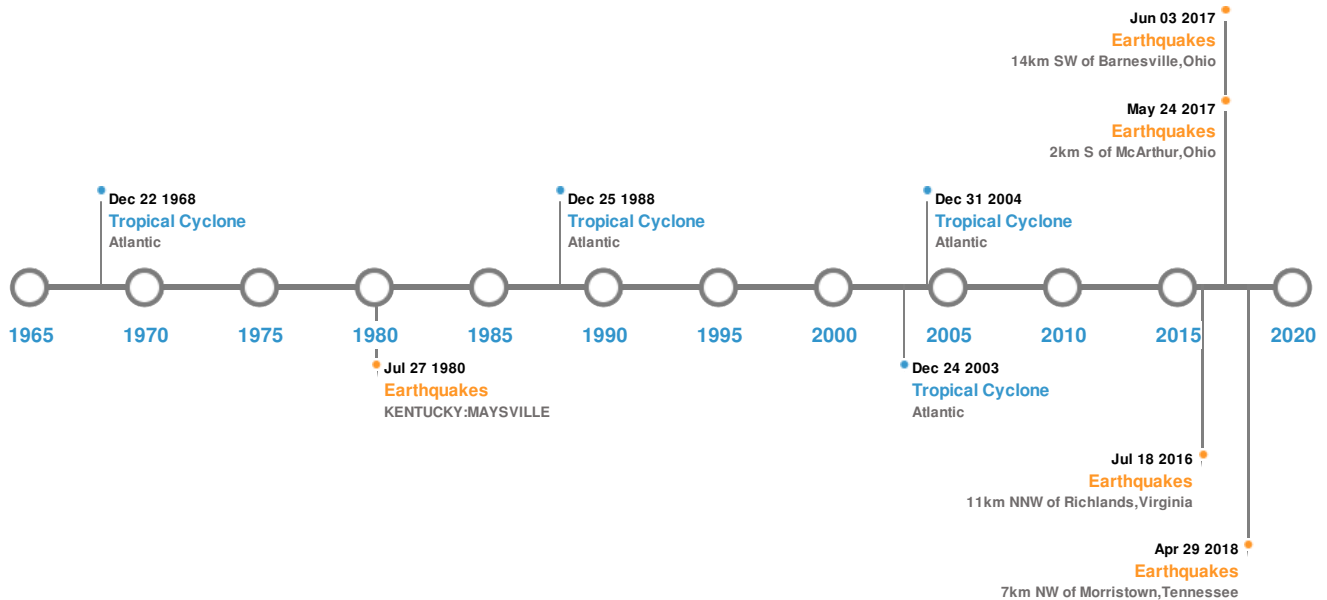 Jun 03 2017
Earthquakes
14km SW of Barnesville,Ohio
May 24 2017
Earthquakes
2km S of McArthur,Ohio
Dec 22 1968
Tropical Cyclone
Atlantic
Dec 25 1988
Tropical Cyclone
Atlantic
Dec 31 2004
Tropical Cyclone
Atlantic
1965 1970 1975 1980 1985 1990 1995 2000 2005 2010 2015 2020
Jul 27 1980
Earthquakes
KENTUCKY:MAYSVILLE
Dec 24 2003
Tropical Cyclone
Atlantic
Jul 18 2016
Earthquakes
11km NNW of Richlands,Virginia
Apr 29 2018
Earthquakes
7km NW of Morristown,Tennessee